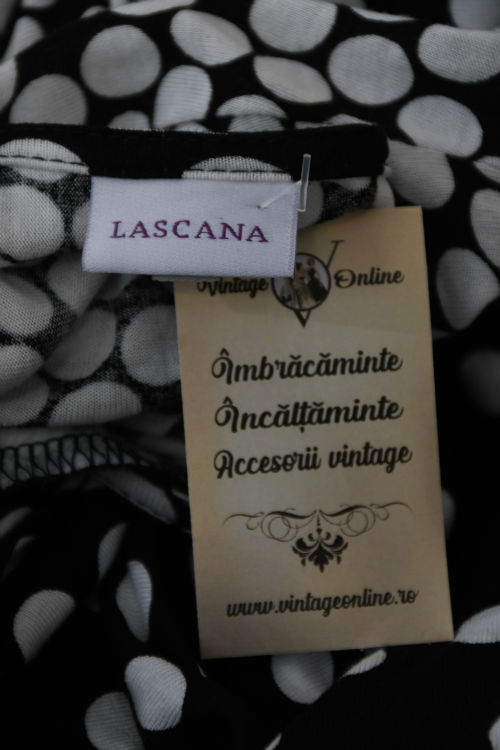 LASCANA
Vintage Online
Îmbrăcăminte
Încălțăminte
Accesorii vintage
www.vintageonline.ro